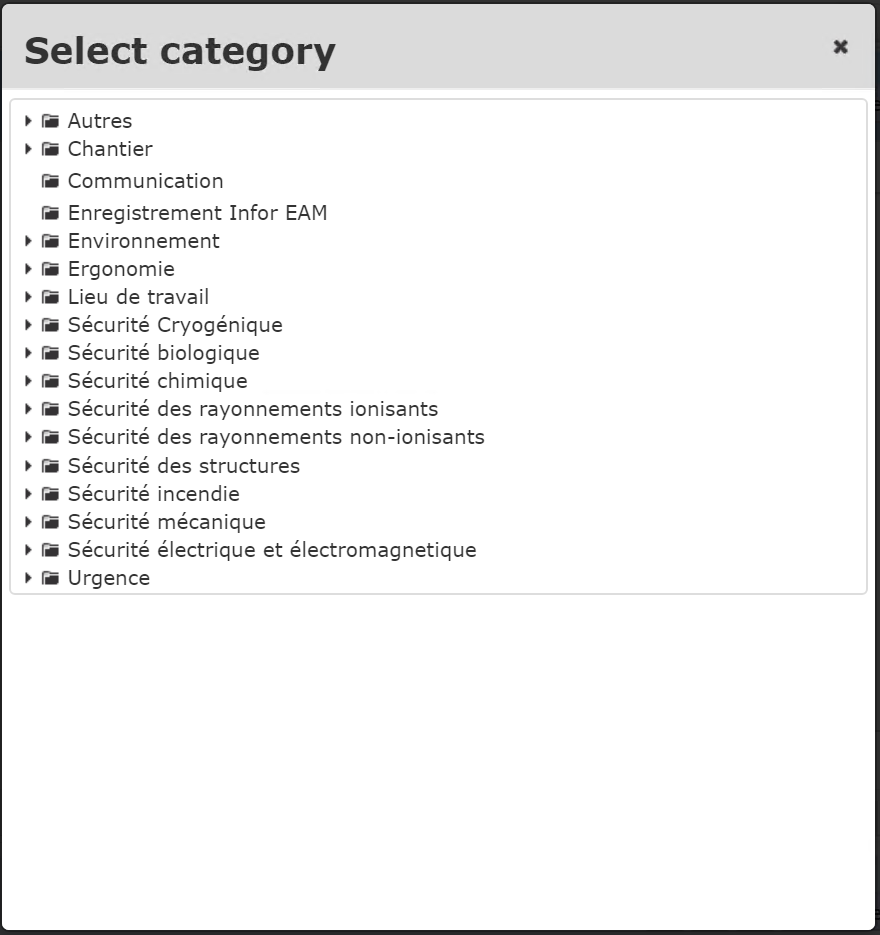 Select category
Autres
Chantier
Communication
Enregistrement Infor EAM
Environnement
Ergonomie
Lieu de travail
Sécurité Cryogénique
Sécurité biologique
Sécurité chimique
Sécurité des rayonnements ionisants
Sécurité des rayonnements non-ionisants
Sécurité des structures
Sécurité incendie
Sécurité mécanique
Sécurité électrique et électromagnetique
Urgence